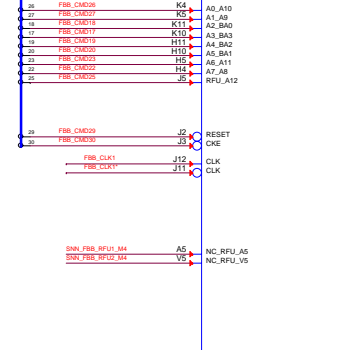 26 FBB_CMD26 K4 A0_A10
27 FBB_CMD27 K5 A1_A9
18 FBB_CMD18 K11 A2_BA0
17 FBB_CMD17 K10 A3_BA3
19 FBB_CMD19 H11 A4_BA2
20 FBB_CMD20 H10 A5_BA1
23 FBB_CMD23 H5 A6_A11
22 FBB_CMD22 H4 A7_A8
25 FBB_CMD25 J5 RFU_A12
29 FBB_CMD29 J2 RESET
30 FBB_CMD30 J3 CKE
FBB_CLK1 J12 CLK
FBB_CLK1* J11 CLK
SNN_FBB_RFU1_M4 A5 NC_RFU_A5
SNN_FBB_RFU2_M4 V5 NC_RFU_V5